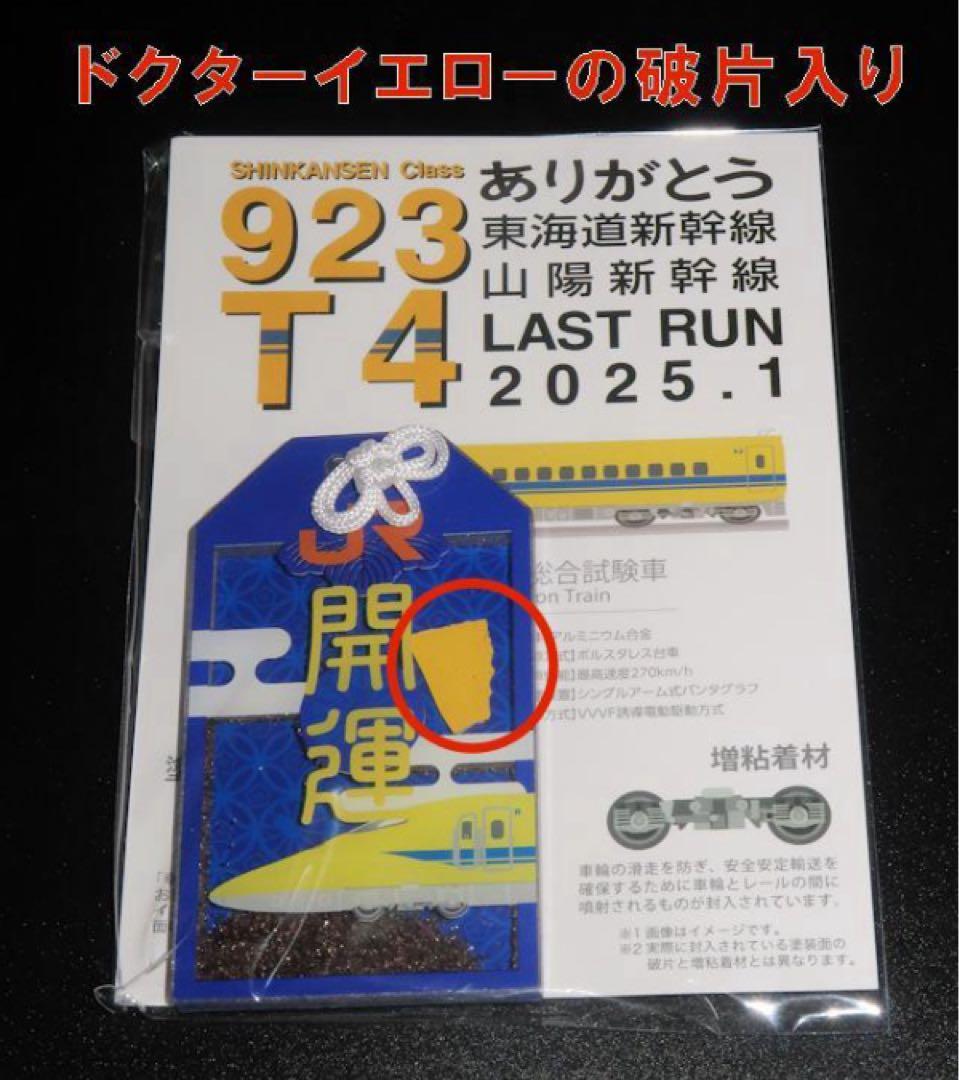 ドクターイエローの破片入り
SHINKANSEN Class
923
T4
ありがとう
東海道新幹線
山陽新幹線
LAST RUN
2025.1
JR
開運
総合試験車
on Train
アルミニウム合金
式】ボルスタレス台車
能】最高速度270km/h
シングルアーム式パンタグラフ
方式】VVVF誘導電動駆動方式
増粘着材
車輪の滑走を防ぎ、安全安定輸送を
確保するために車輪とレールの間に
噴射されるものが封入されています。
※1 画像はイメージです。
※2 実際に封入されている塗装面の
破片と増粘着材とは異なります。